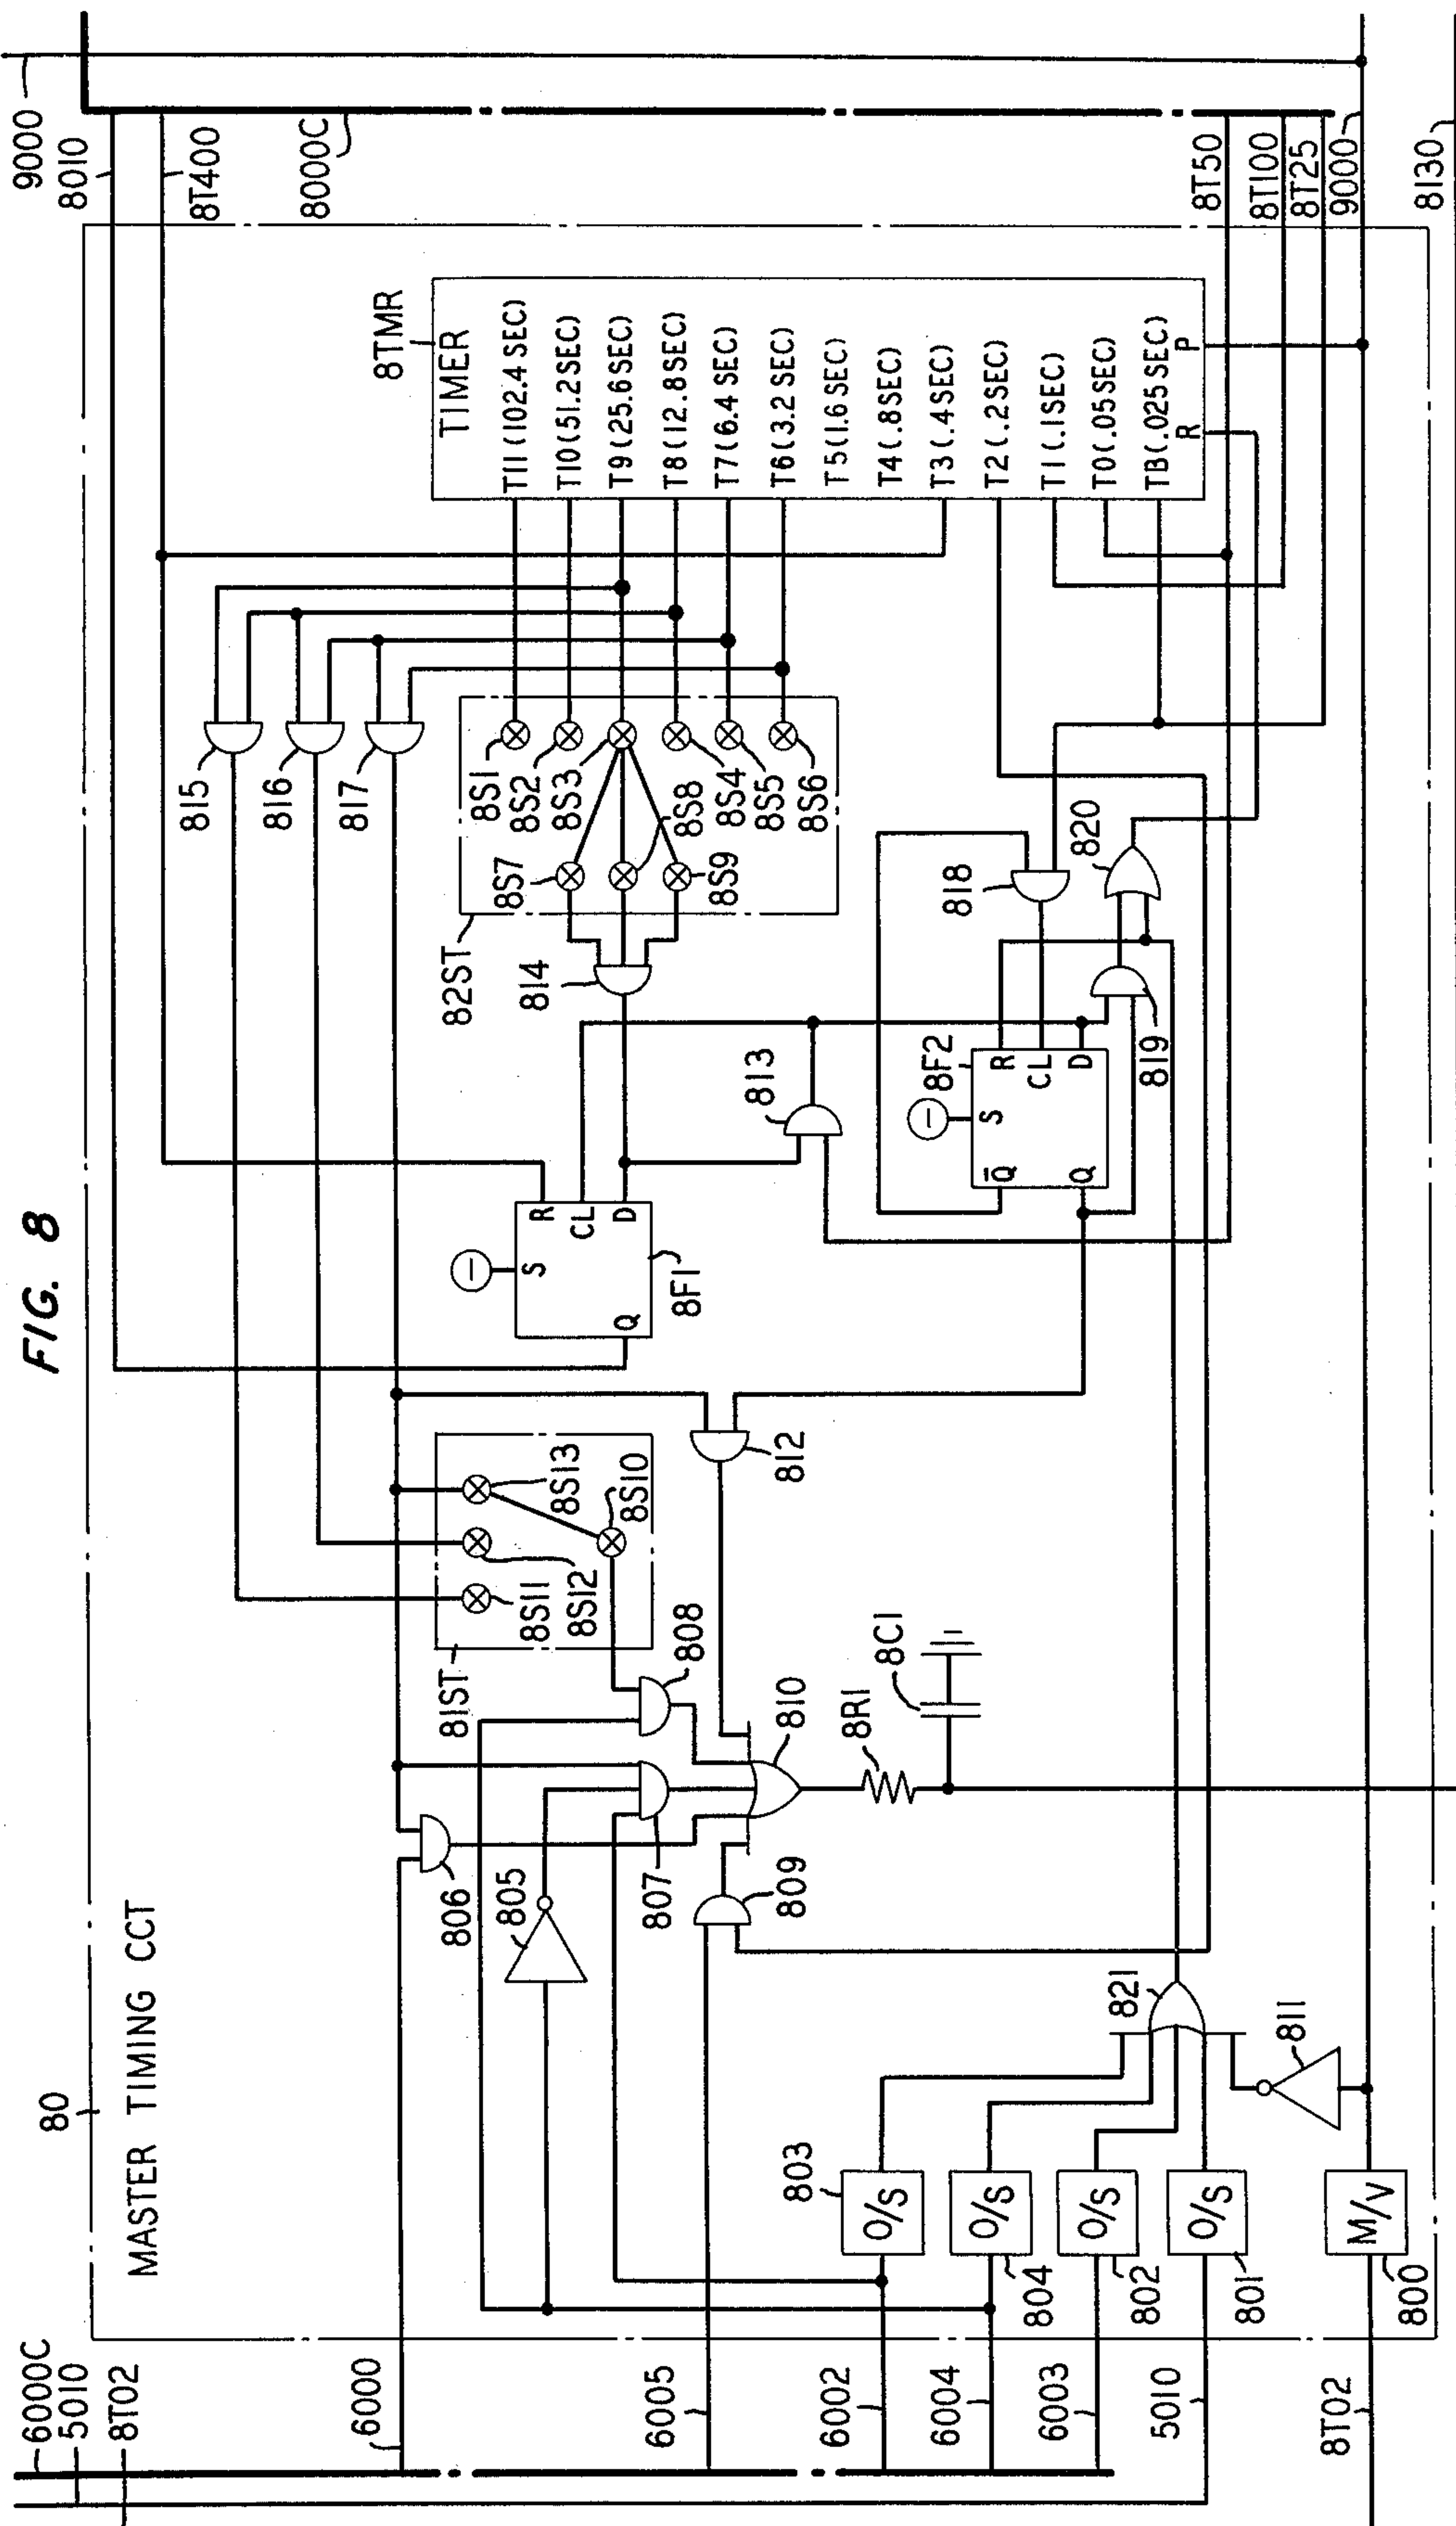 FIG. 8
9000
8010
8T400
8000C
8T50
8T100
8T25
9000
8130
80
MASTER TIMING CCT
8TMR
TIMER
T11 (102.4 SEC)
T10 (51.2 SEC)
T9 (25.6 SEC)
T8 (12.8 SEC)
T7 (6.4 SEC)
T6 (3.2 SEC)
T5 (1.6 SEC)
T4 (.8 SEC)
T3 (.4 SEC)
T2 (.2 SEC)
T1 (.1 SEC)
T0 (.05 SEC)
TB (.025 SEC)
R
P
815
816
817
8S1
8S2
8S3
8S8
8S4
8S5
8S6
8S7
8S9
82ST
814
818
820
813
8F2
R
CL
D
S
Q̅
Q
819
R
CL
D
S
Q
8F1
812
8S13
8S10
8S12
8S11
81ST
808
810
8R1
8C1
806
805
807
809
821
811
803
O/S
O/S
804
O/S
802
O/S
801
M/V
800
6000C
5010
8T02
6000
6005
6002
6004
6003
5010
8T02